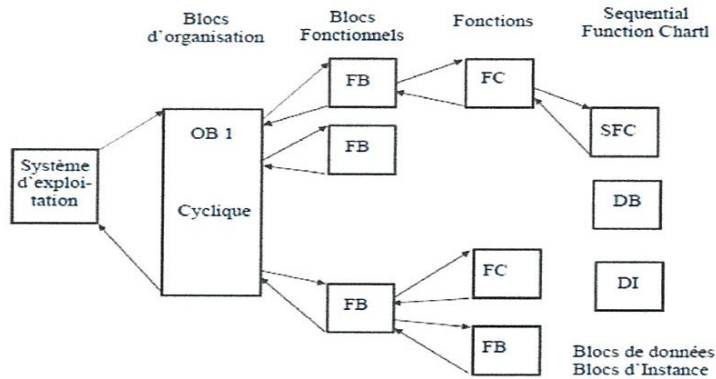 Blocs
d'organisation
Blocs
Fonctionnels
Fonctions
Sequential
Function Chartl
FB
FC
OB 1
SFC
FB
Système
d'exploi-
tation
Cyclique
DB
FC
DI
FB
FB
Blocs de données
Blocs d'Instance